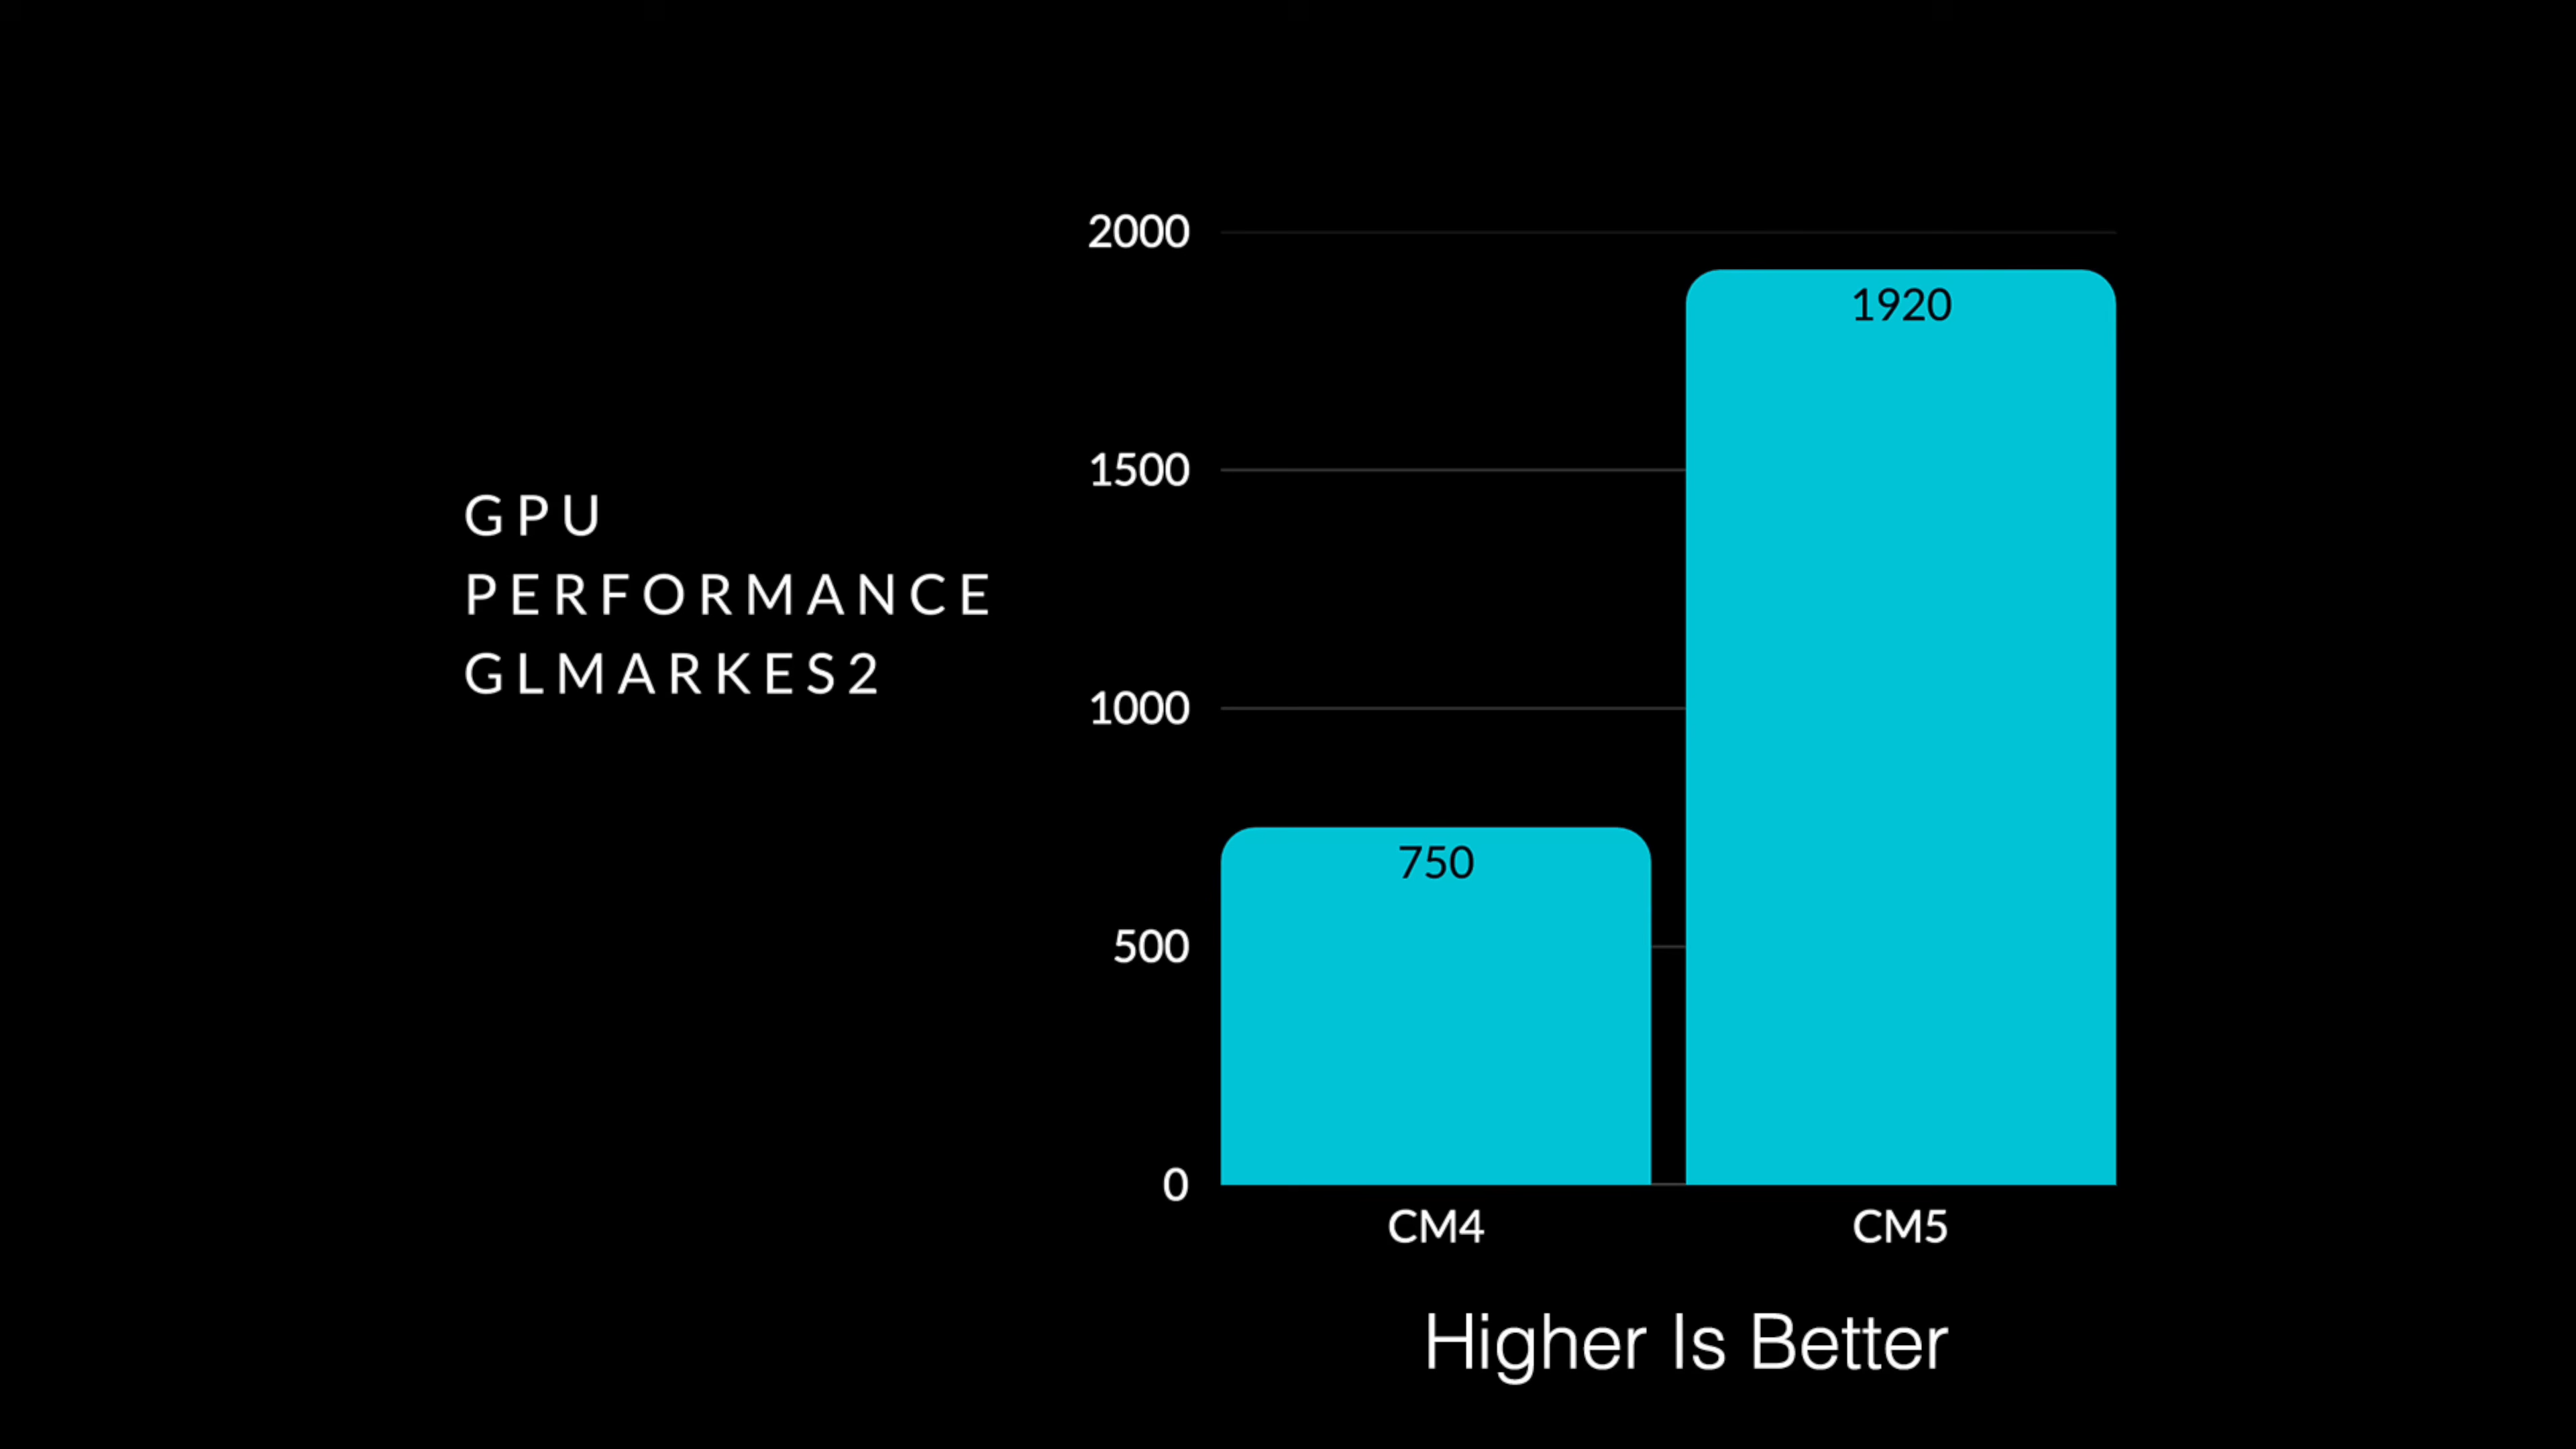 GPU
PERFORMANCE
GLMARKES2
2000
1500
1000
500
0
1920
750
CM4
CM5
Higher Is Better